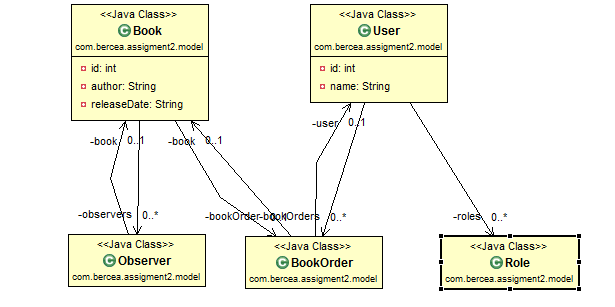 <<Java Class>>
Book
com.bercea.assigment2.model
id: int
author: String
releaseDate: String
<<Java Class>>
User
com.bercea.assigment2.model
id: int
name: String
-book
0..1
-book
0..1
-user
0..1
-observers
0..*
-bookOrder
0..1
-bookOrders
0..*
-roles
0..*
<<Java Class>>
Observer
com.bercea.assigment2.model
<<Java Class>>
BookOrder
com.bercea.assigment2.model
<<Java Class>>
Role
com.bercea.assigment2.model